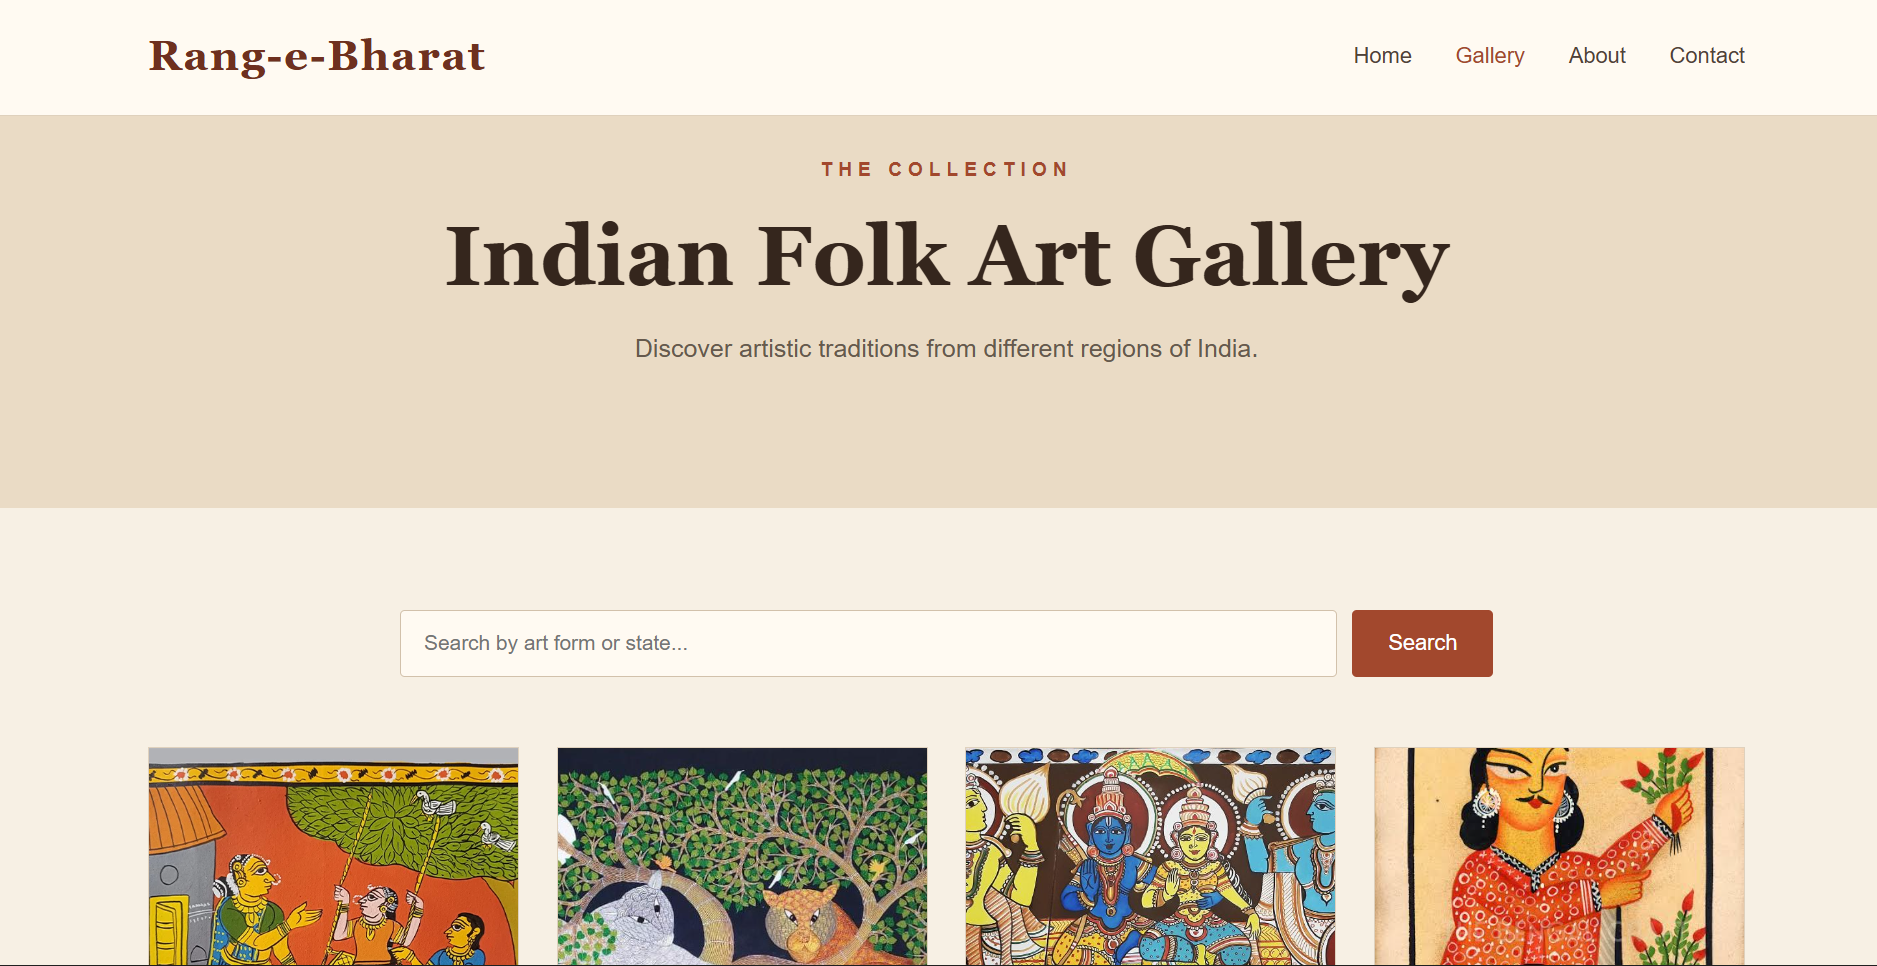 Rang-e-Bharat
Home Gallery About Contact
THE COLLECTION
Indian Folk Art Gallery
Discover artistic traditions from different regions of India.
Search by art form or state...
Search